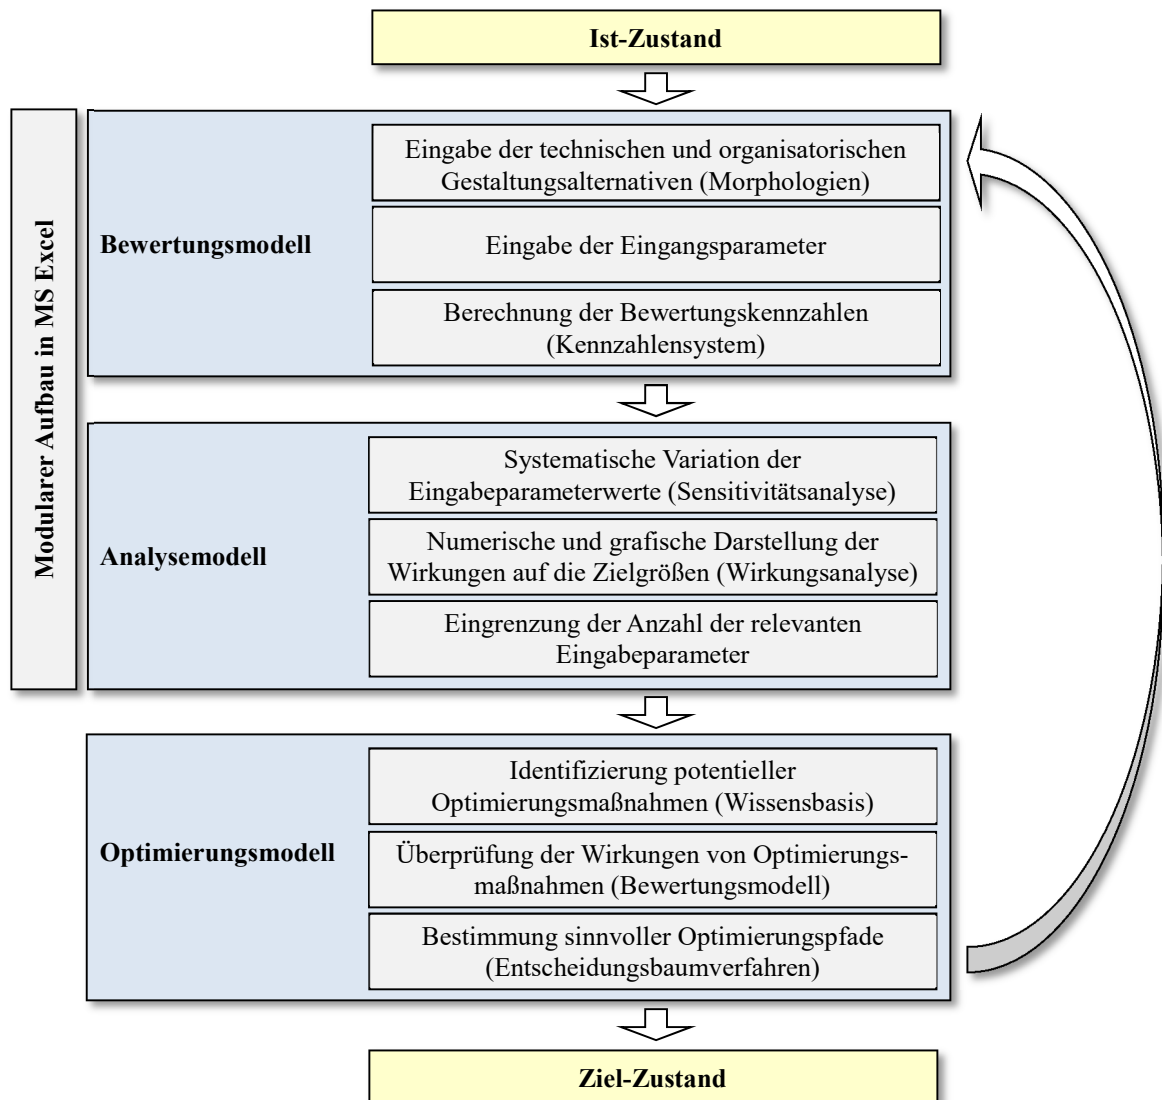 Ist-Zustand
Modularer Aufbau in MS Excel
Bewertungsmodell
Eingabe der technischen und organisatorischen
Gestaltungsalternativen (Morphologien)
Eingabe der Eingangsparameter
Berechnung der Bewertungskennzahlen
(Kennzahlensystem)
Analysemodell
Systematische Variation der
Eingabeparameterwerte (Sensitivitätsanalyse)
Numerische und grafische Darstellung der
Wirkungen auf die Zielgrößen (Wirkungsanalyse)
Eingrenzung der Anzahl der relevanten
Eingabeparameter
Optimierungsmodell
Identifizierung potentieller
Optimierungsmaßnahmen (Wissensbasis)
Überprüfung der Wirkungen von Optimierungs-
maßnahmen (Bewertungsmodell)
Bestimmung sinnvoller Optimierungspfade
(Entscheidungsbaumverfahren)
Ziel-Zustand